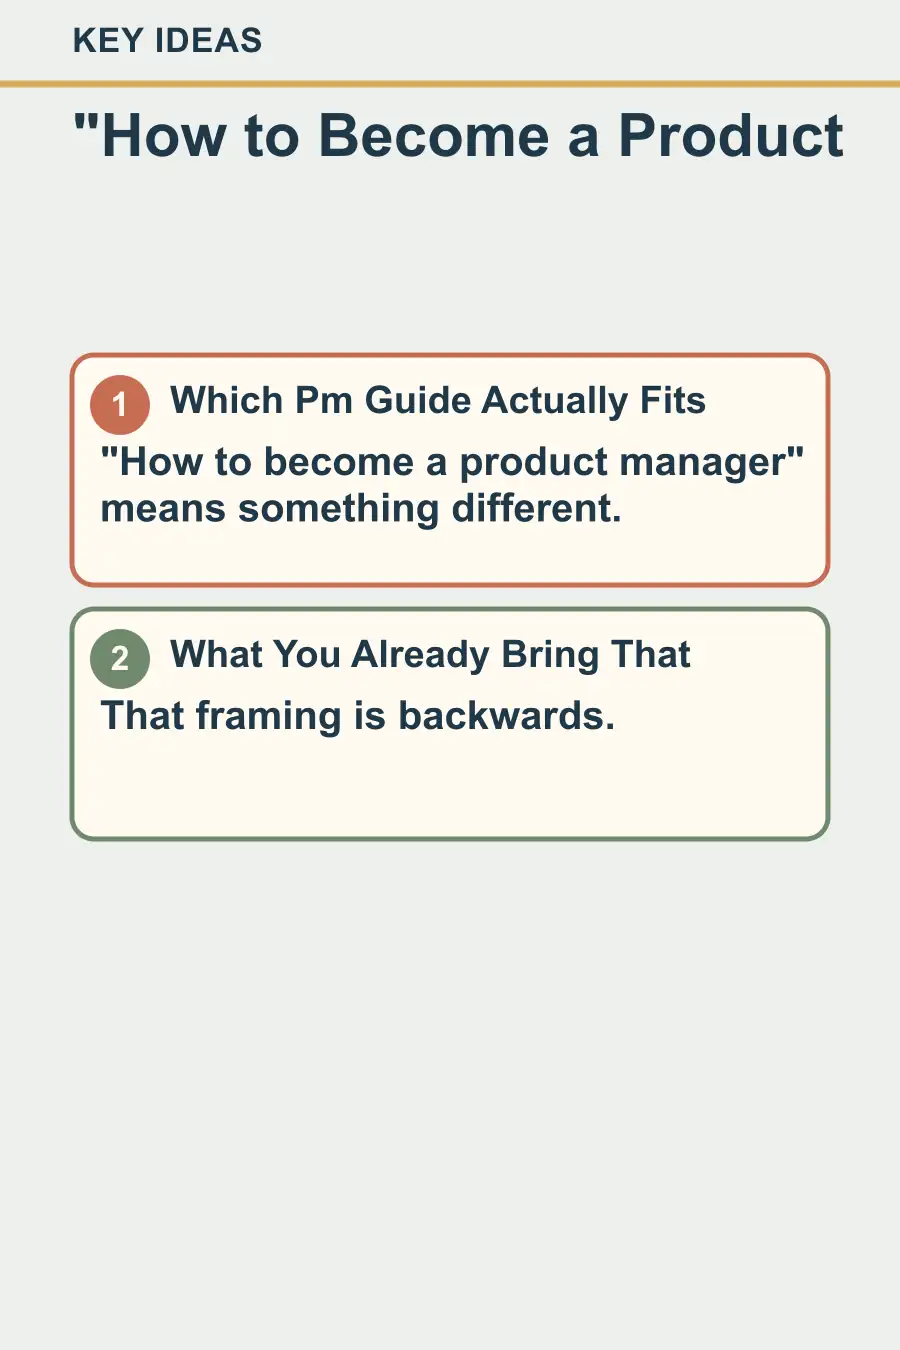 KEY IDEAS
"How to Become a Product
1
Which Pm Guide Actually Fits
"How to become a product manager"
means something different.
2
What You Already Bring That
That framing is backwards.